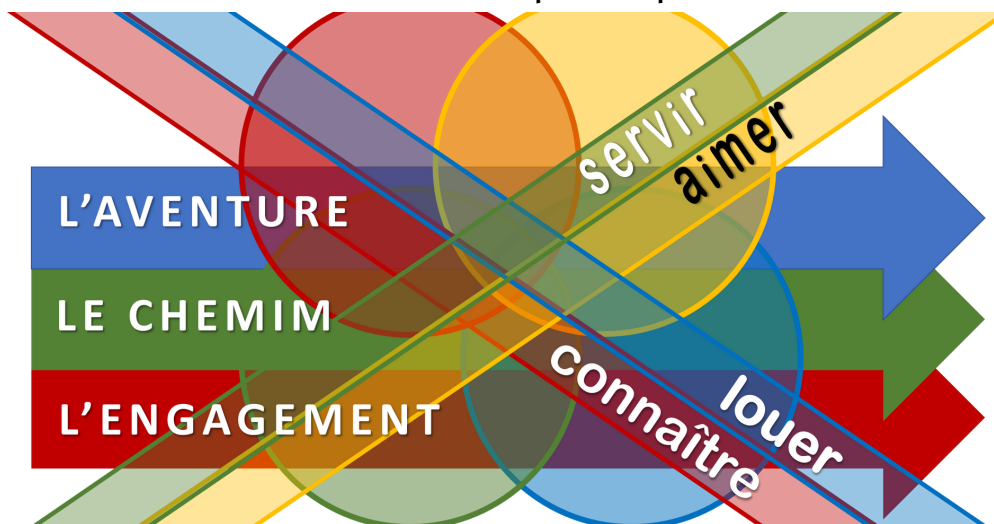 servir
aimer
L'AVENTURE
LE CHEMIM
L'ENGAGEMENT
connaître
louer